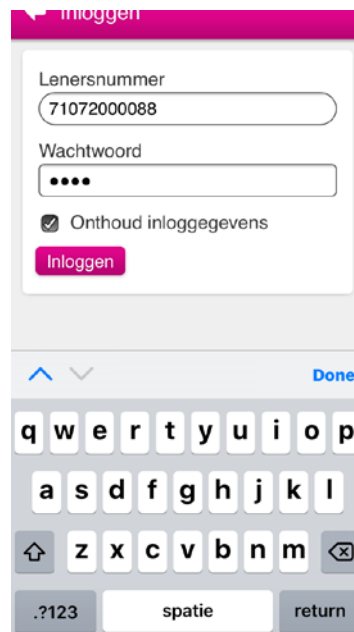 Inloggen
Lenersnummer
71072000088
Wachtwoord
••••
Onthoud inloggegevens
Inloggen
Done
q w e r t y u i o p
a s d f g h j k l
z x c v b n m
.?123 spatie return